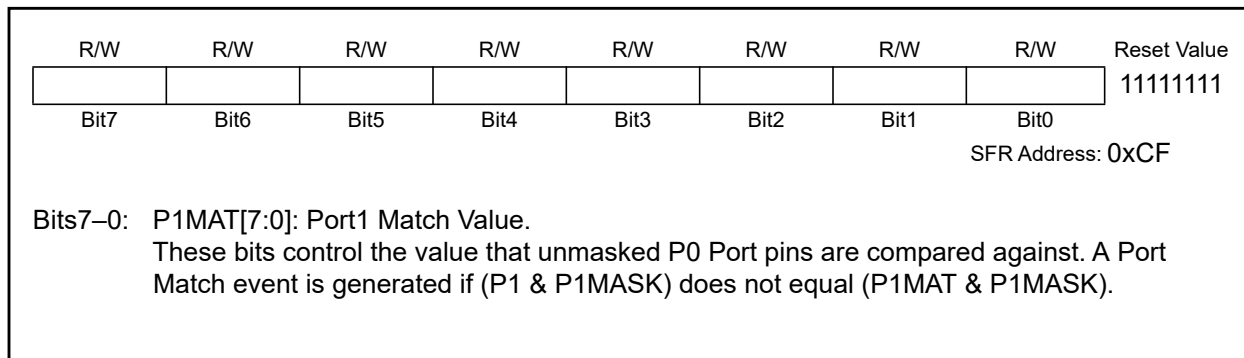 R/W R/W R/W R/W R/W R/W R/W R/W Reset Value
11111111
Bit7 Bit6 Bit5 Bit4 Bit3 Bit2 Bit1 Bit0
SFR Address: 0xCF
Bits7–0: P1MAT[7:0]: Port1 Match Value.
These bits control the value that unmasked P0 Port pins are compared against. A Port
Match event is generated if (P1 & P1MASK) does not equal (P1MAT & P1MASK).